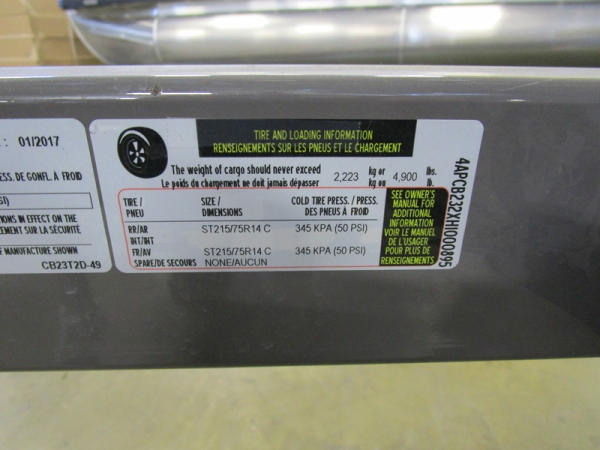 : 01/2017
ESS. DE GONFL. À FROID
SI)
IONS IN EFFECT ON THE
EMENT SUR LA SÉCURITÉ
F MANUFACTURE SHOWN
CB23T2D-49
TIRE AND LOADING INFORMATION
RENSEIGNEMENTS SUR LES PNEUS ET LE CHARGEMENT
The weight of cargo should never exceed 2,223 kg or 4,900 lbs.
Le poids du chargement ne doit jamais dépasser kg ou lb.
TIRE / SIZE / COLD TIRE PRESS. / PRESS.
PNEU DIMENSIONS DES PNEUS À FROID
RR/AR ST215/75R14 C 345 KPA (50 PSI)
INT/INT
FR/AV ST215/75R14 C 345 KPA (50 PSI)
SPARE/DE SECOURS NONE/AUCUN
SEE OWNER'S
MANUAL FOR
ADDITIONAL
INFORMATION
VOIR LE MANUEL
DE L'USAGER
POUR PLUS DE
RENSEIGNEMENTS
4APCB232XHI000895